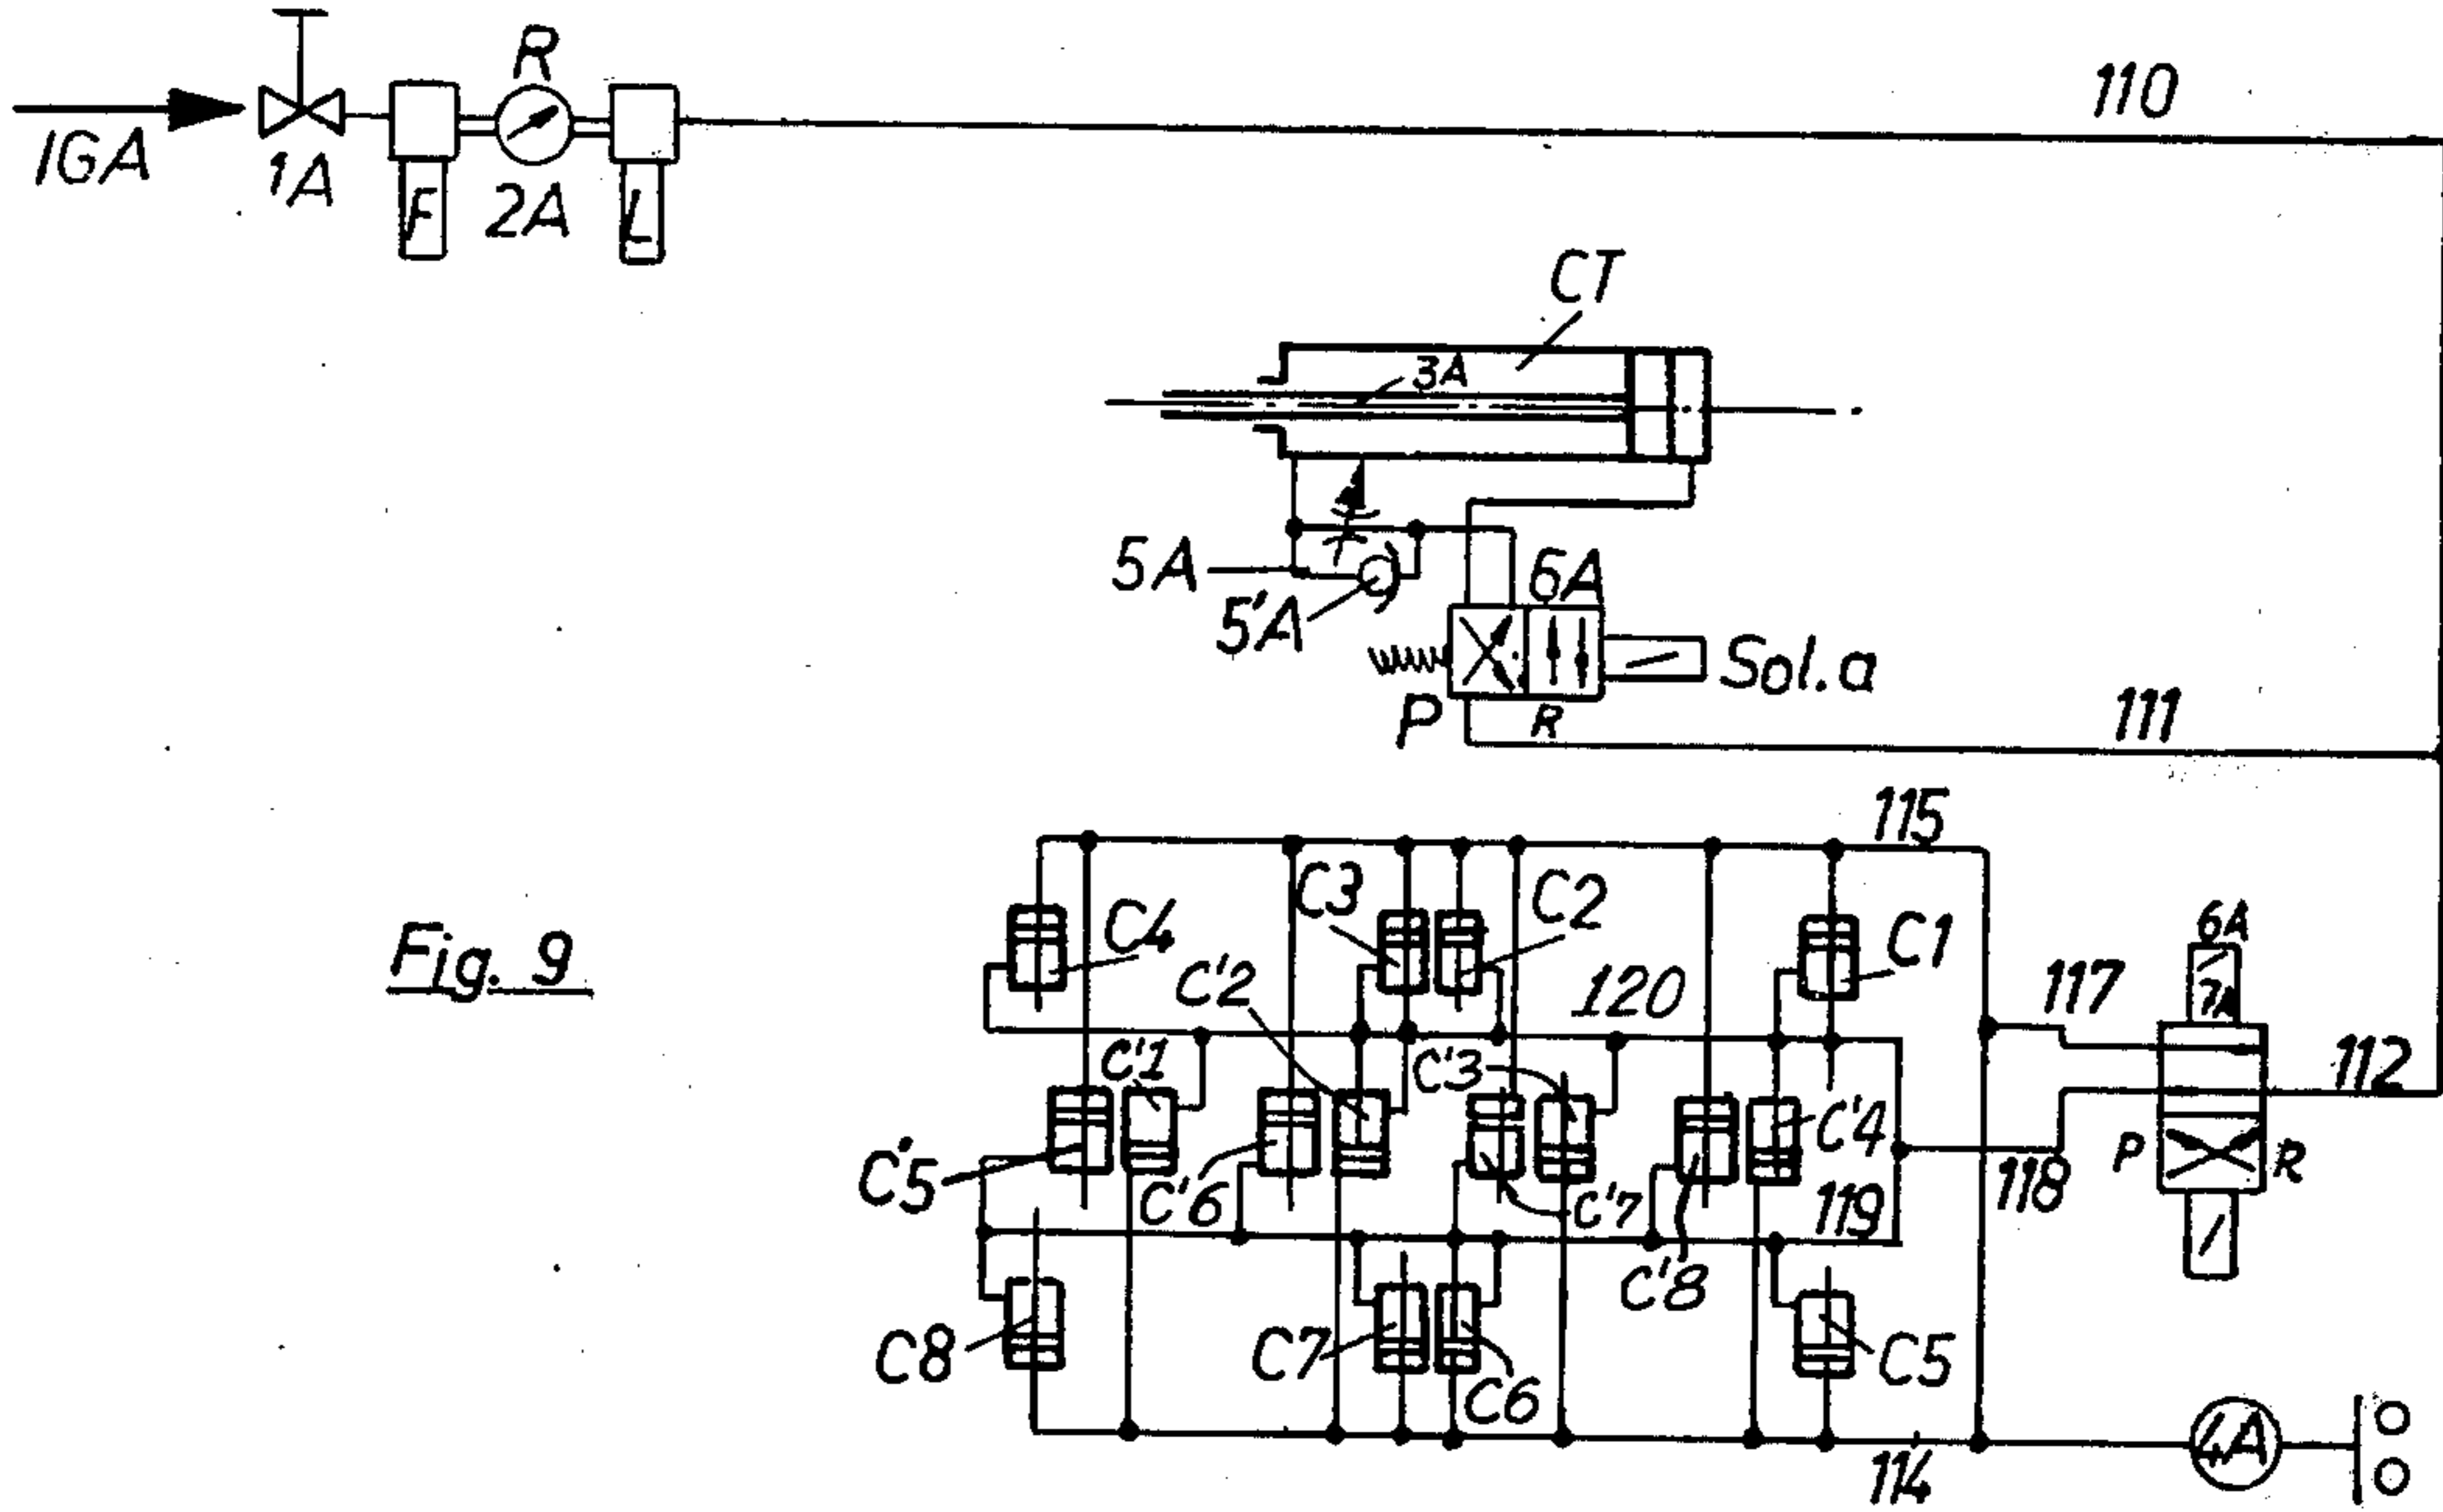 R
110
IGA
1A
F
2A
L
CT
3A
5A
5'A
6A
Sol.a
P
R
111
115
C3
C2
C4
C1
6A
7A
Fig. 9
C'2
120
117
C'1
C'3
112
C'5
C'6
C'7
C'4
119
118
P
R
C'8
C8
C7
C6
C5
4A
114